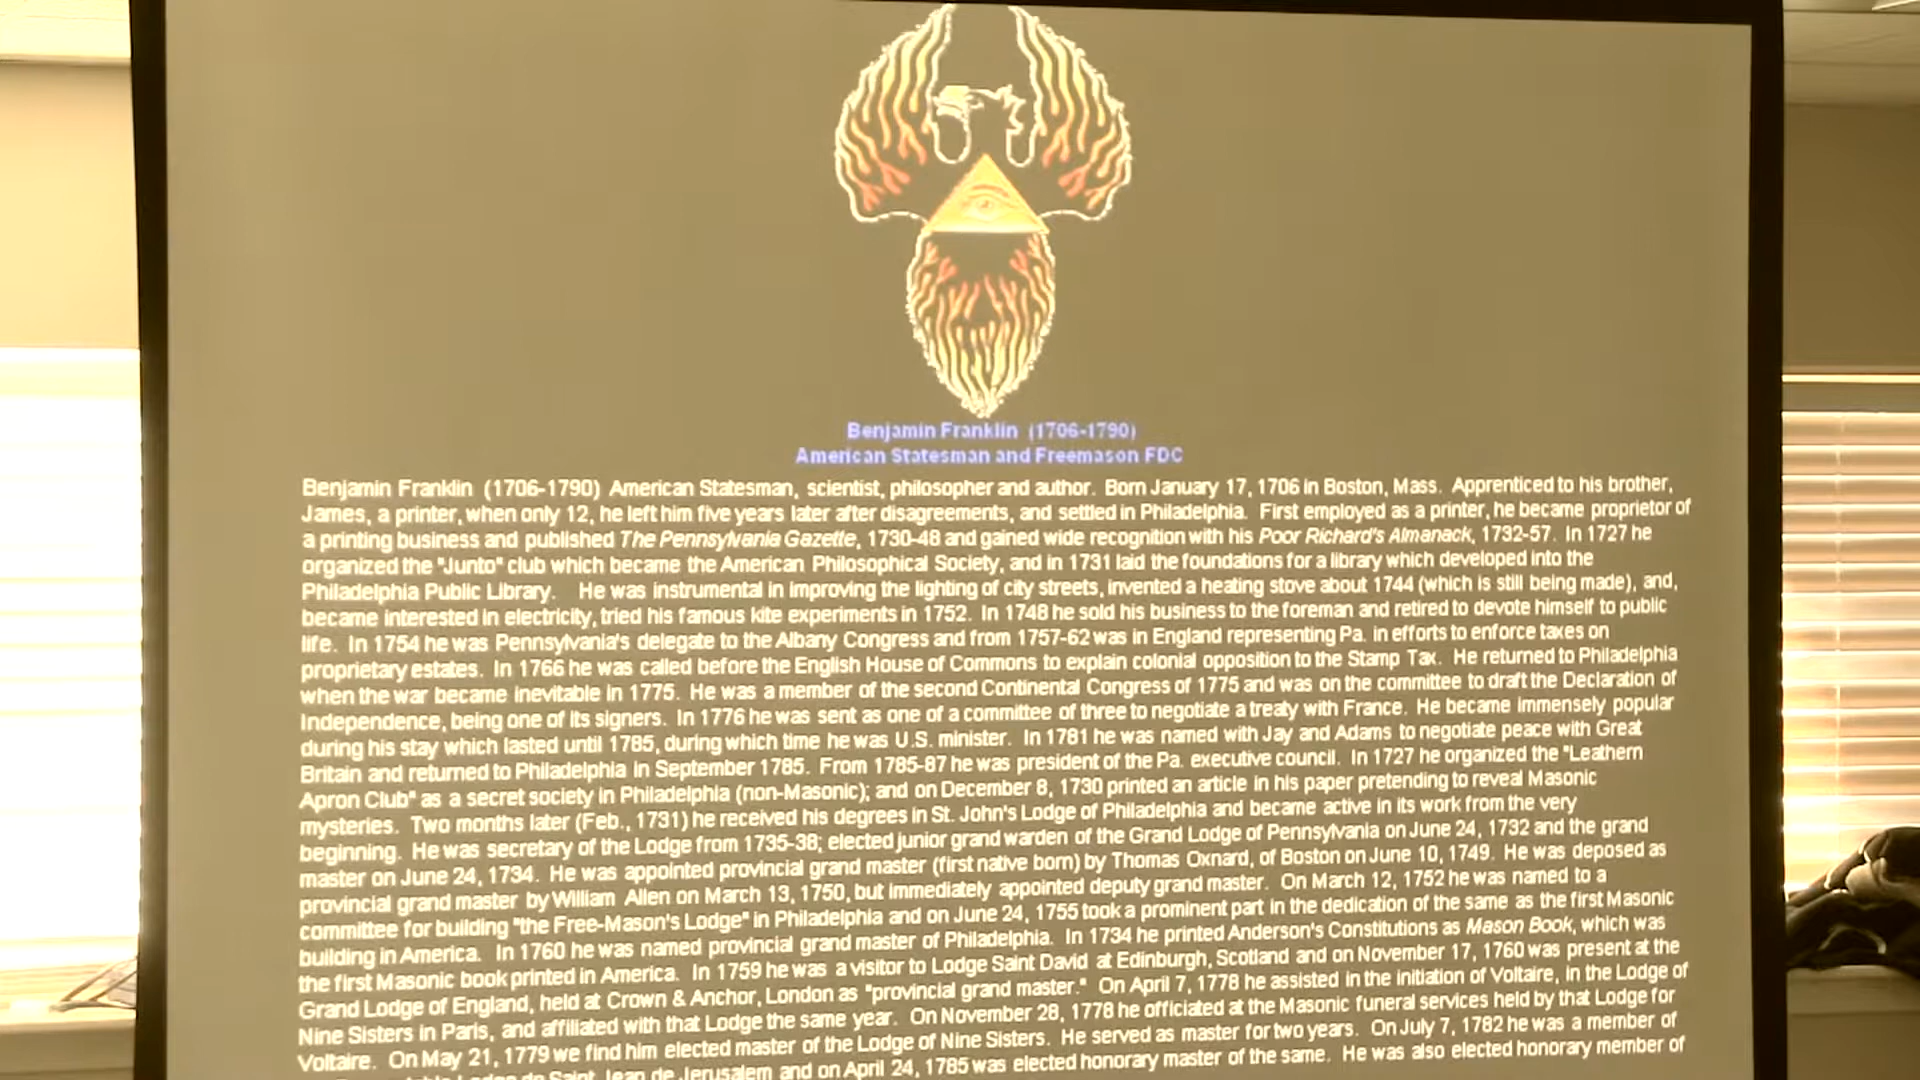 Benjamin Franklin (1706-1790)
American Statesman and Freemason FDC
Benjamin Franklin (1706-1790) American Statesman, scientist, philosopher and author. Born January 17, 1706 in Boston, Mass. Apprenticed to his brother,
James, a printer, when only 12, he left him five years later after disagreements, and settled in Philadelphia. First employed as a printer, he became proprietor of
a printing business and published The Pennsylvania Gazette, 1730-48 and gained wide recognition with his Poor Richard's Almanack, 1732-57. In 1727 he
organized the "Junto" club which became the American Philosophical Society, and in 1731 laid the foundations for a library which developed into the
Philadelphia Public Library. He was instrumental in improving the lighting of city streets, invented a heating stove about 1744 (which is still being made), and,
became interested in electricity, tried his famous kite experiments in 1752. In 1748 he sold his business to the foreman and retired to devote himself to public
life. In 1754 he was Pennsylvania's delegate to the Albany Congress and from 1757-62 was in England representing Pa. in efforts to enforce taxes on
proprietary estates. In 1766 he was called before the English House of Commons to explain colonial opposition to the Stamp Tax. He returned to Philadelphia
when the war became inevitable in 1775. He was a member of the second Continental Congress of 1775 and was on the committee to draft the Declaration of
Independence, being one of its signers. In 1776 he was sent as one of a committee of three to negotiate a treaty with France. He became immensely popular
during his stay which lasted until 1785, during which time he was U.S. minister. In 1781 he was named with Jay and Adams to negotiate peace with Great
Britain and returned to Philadelphia in September 1785. From 1785-87 he was president of the Pa. executive council. In 1727 he organized the "Leathern
Apron Club" as a secret society in Philadelphia (non-Masonic); and on December 8, 1730 printed an article in his paper pretending to reveal Masonic
mysteries. Two months later (Feb., 1731) he received his degrees in St. John's Lodge of Philadelphia and became active in its work from the very
beginning. He was secretary of the Lodge from 1735-38; elected junior grand warden of the Grand Lodge of Pennsylvania on June 24, 1732 and the grand
master on June 24, 1734. He was appointed provincial grand master (first native born) by Thomas Oxnard, of Boston on June 10, 1749. He was deposed as
provincial grand master by William Allen on March 13, 1750, but immediately appointed deputy grand master. On March 12, 1752 he was named to a
committee for building "the Free-Mason's Lodge" in Philadelphia and on June 24, 1755 took a prominent part in the dedication of the same as the first Masonic
building in America. In 1760 he was named provincial grand master of Philadelphia. In 1734 he printed Anderson's Constitutions as Mason Book, which was
the first Masonic book printed in America. In 1759 he was a visitor to Lodge Saint David at Edinburgh, Scotland and on November 17, 1760 was present at the
Grand Lodge of England, held at Crown & Anchor, London as "provincial grand master." On April 7, 1778 he assisted in the initiation of Voltaire, in the Lodge of
Nine Sisters in Paris, and affiliated with that Lodge the same year. On November 28, 1778 he officiated at the Masonic funeral services held by that Lodge for
Voltaire. On May 21, 1779 we find him elected master of the Lodge of Nine Sisters. He served as master for two years. On July 7, 1782 he was a member of
Lodge de Saint Jean de Jerusalem and on April 24, 1785 was elected honorary master of the same. He was also elected honorary member of